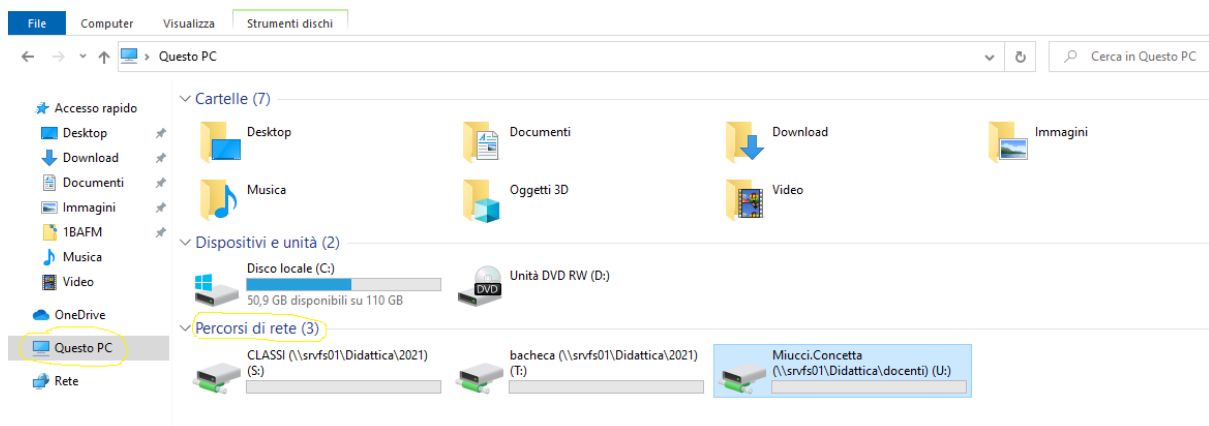 File Computer Visualizza Strumenti dischi
Questo PC
Cerca in Questo PC
Accesso rapido
Desktop
Download
Documenti
Immagini
1BAFM
Musica
Video
OneDrive
Questo PC
Rete
Cartelle (7)
Desktop
Documenti
Download
Immagini
Musica
Oggetti 3D
Video
Dispositivi e unità (2)
Disco locale (C:)
50,9 GB disponibili su 110 GB
Unità DVD RW (D:)
DVD
Percorsi di rete (3)
CLASSI (\\srvfs01\Didattica\2021)
(S:)
bacheca (\\srvfs01\Didattica\2021)
(T:)
Miucci.Concetta
(\\srvfs01\Didattica\docenti) (U:)